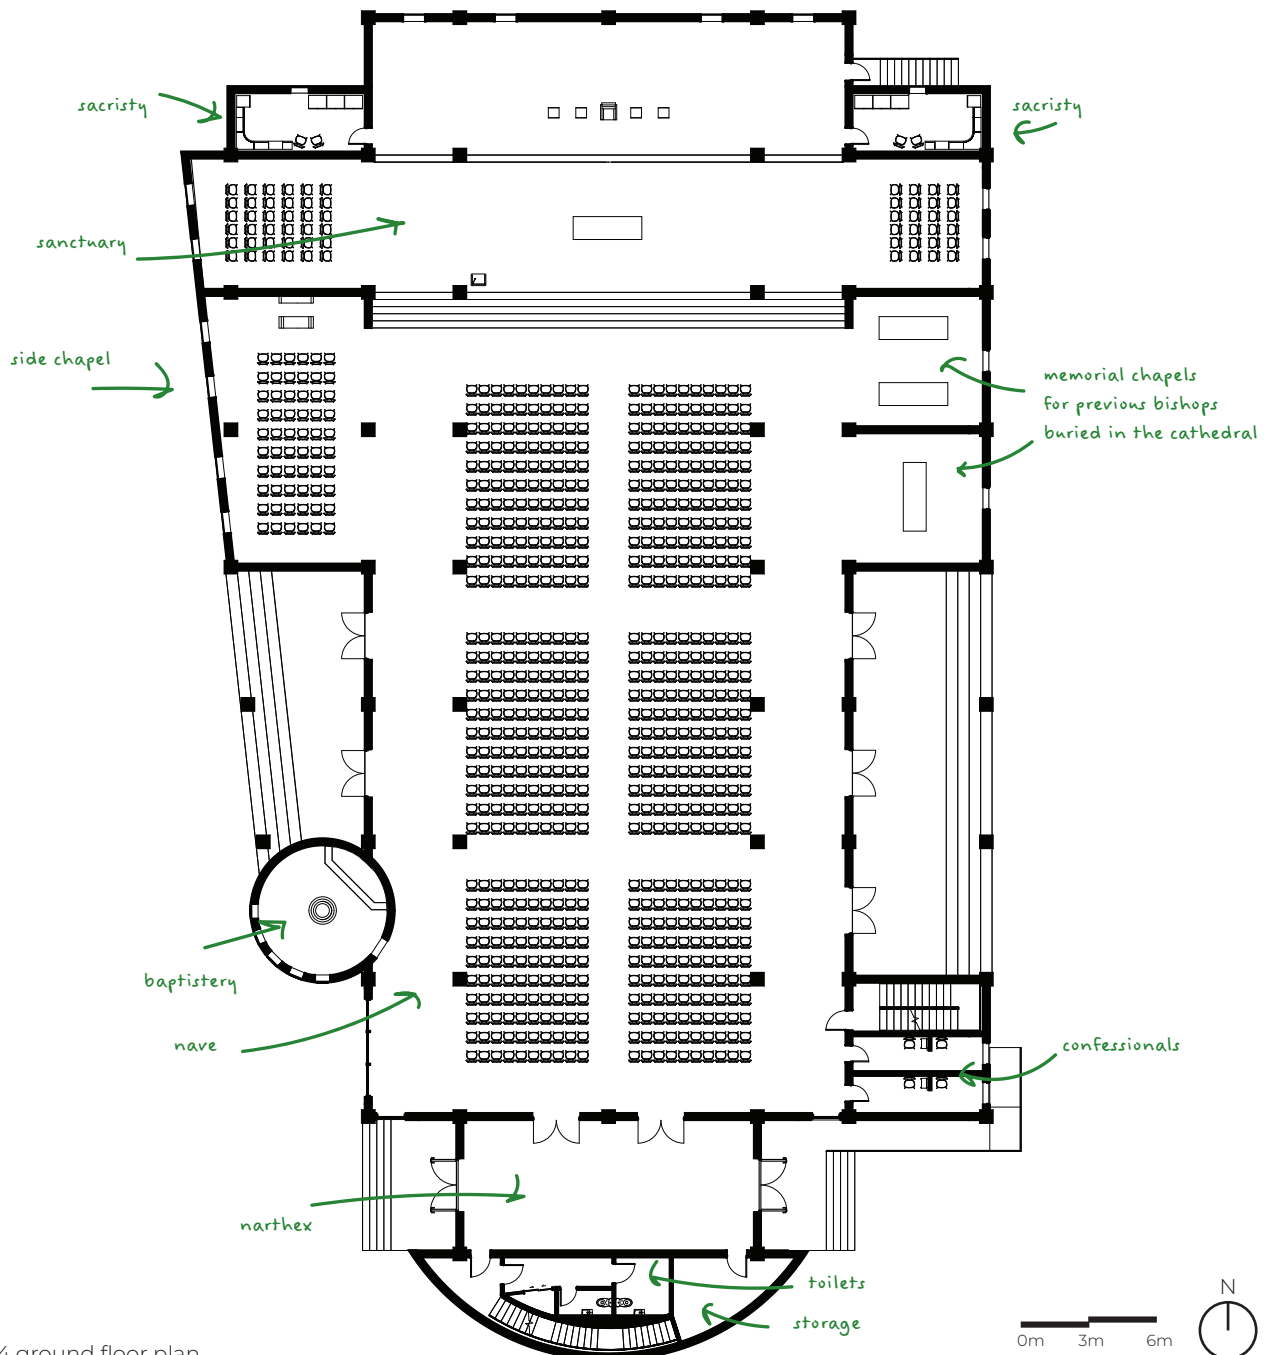 sacristy
sacristy
sanctuary
side chapel
memorial chapels
for previous bishops
buried in the cathedral
baptistery
nave
confessionals
narthex
toilets
storage
N
0m 3m 6m
4 ground floor plan